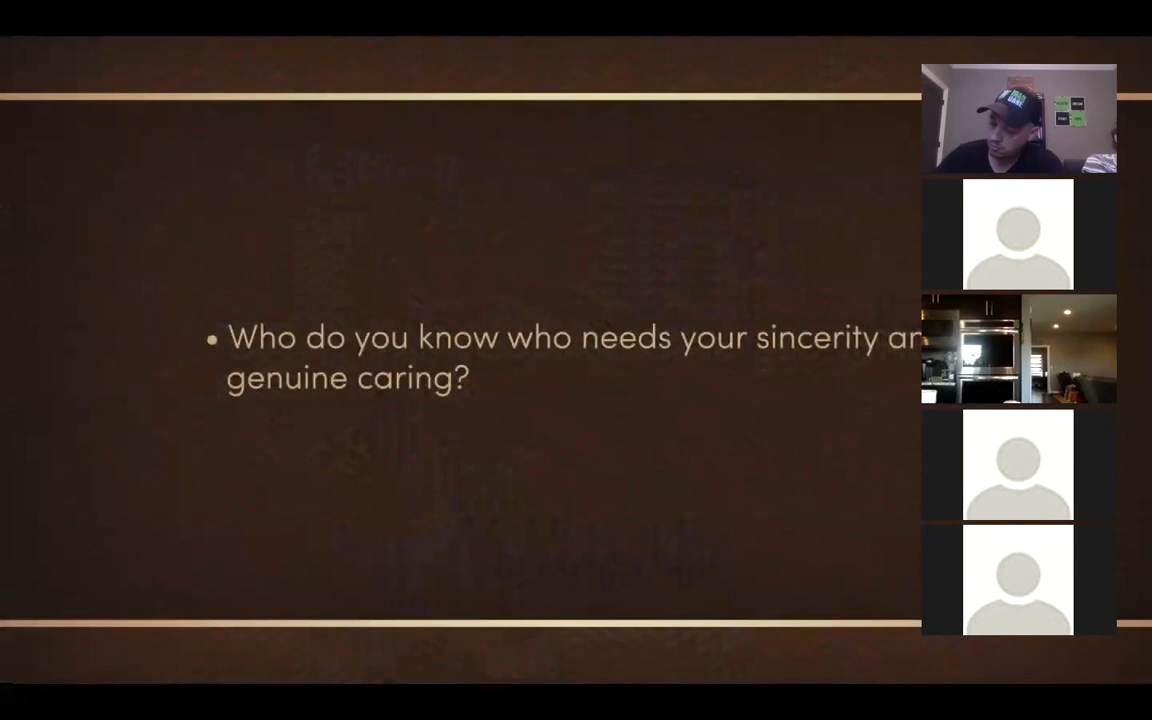 • Who do you know who needs your sincerity an
genuine caring?